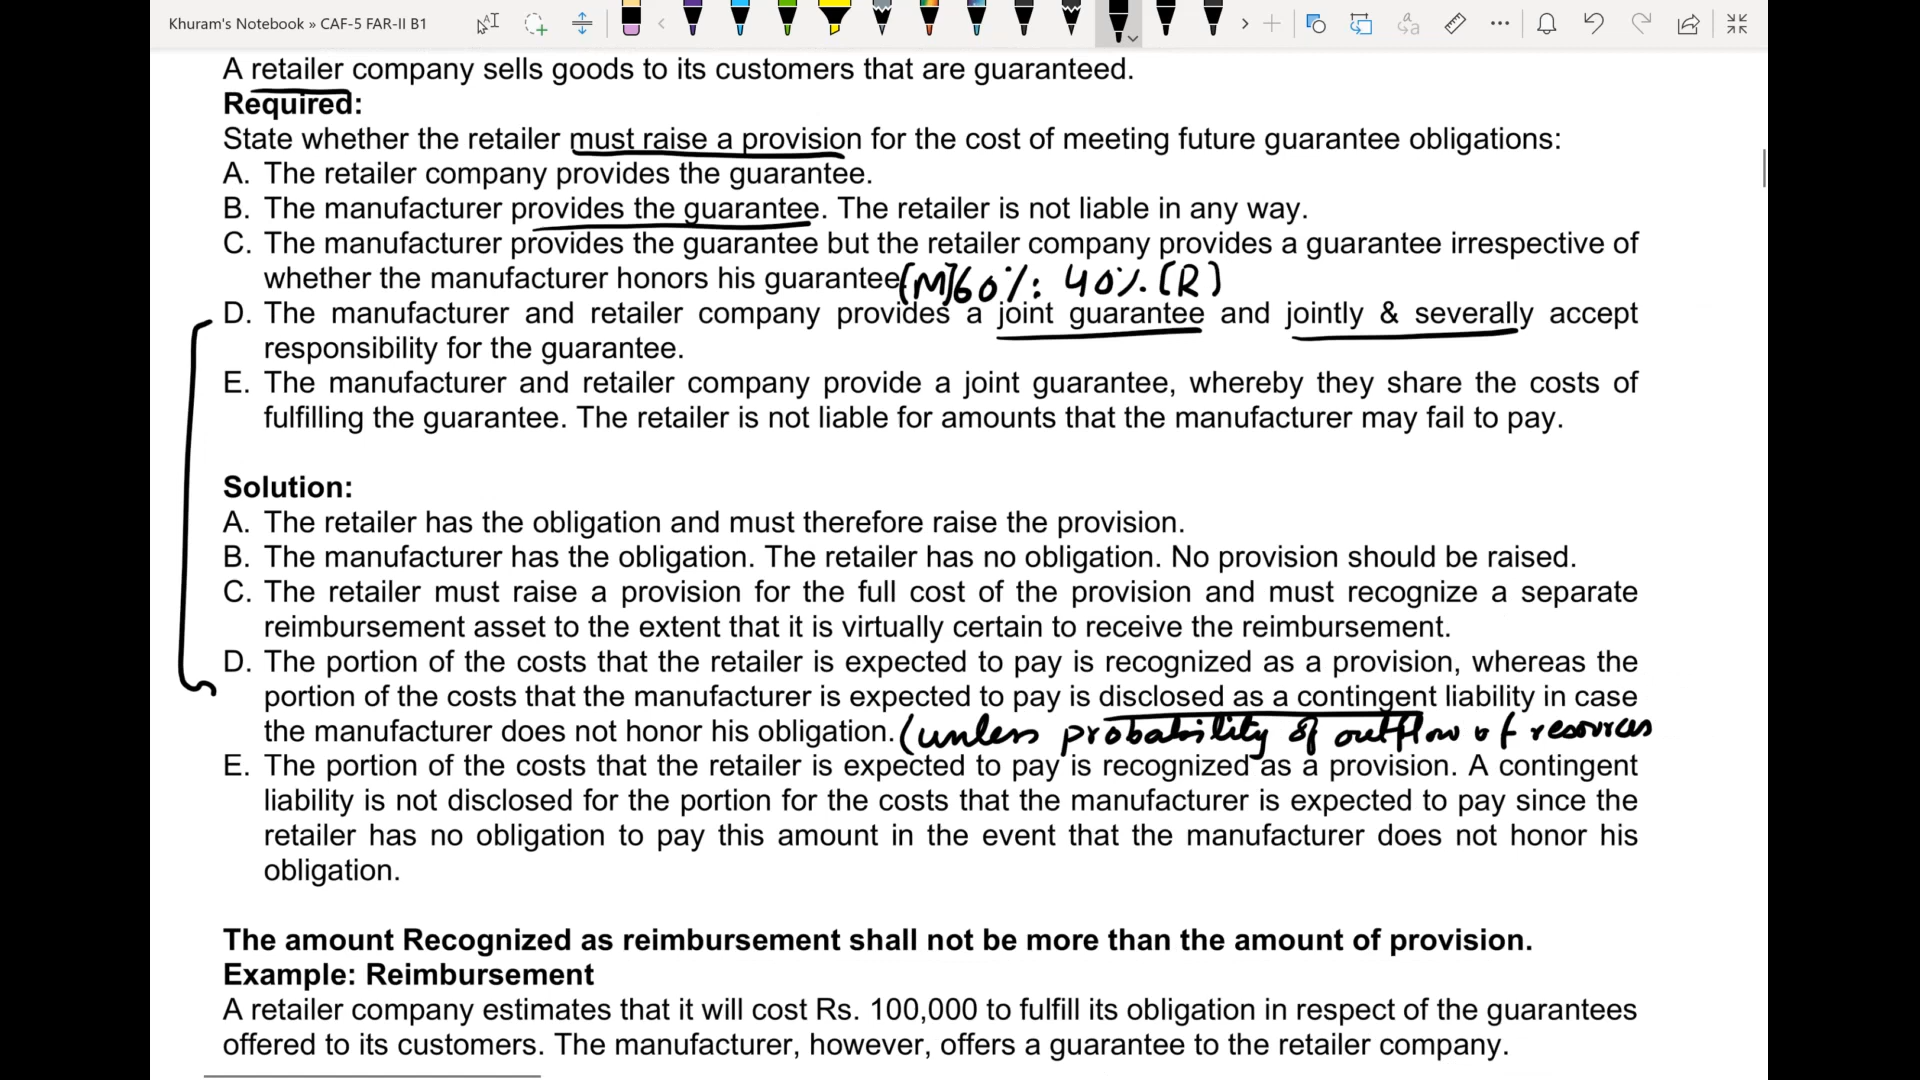 Khuram's Notebook » CAF-5 FAR-II B1
A retailer company sells goods to its customers that are guaranteed.
Required:
State whether the retailer must raise a provision for the cost of meeting future guarantee obligations:
A. The retailer company provides the guarantee.
B. The manufacturer provides the guarantee. The retailer is not liable in any way.
C. The manufacturer provides the guarantee but the retailer company provides a guarantee irrespective of
whether the manufacturer honors his guarantee. [M] 60%: 40% [R]
D. The manufacturer and retailer company provides a joint guarantee and jointly & severally accept
responsibility for the guarantee.
E. The manufacturer and retailer company provide a joint guarantee, whereby they share the costs of
fulfilling the guarantee. The retailer is not liable for amounts that the manufacturer may fail to pay.
Solution:
A. The retailer has the obligation and must therefore raise the provision.
B. The manufacturer has the obligation. The retailer has no obligation. No provision should be raised.
C. The retailer must raise a provision for the full cost of the provision and must recognize a separate
reimbursement asset to the extent that it is virtually certain to receive the reimbursement.
D. The portion of the costs that the retailer is expected to pay is recognized as a provision, whereas the
portion of the costs that the manufacturer is expected to pay is disclosed as a contingent liability in case
the manufacturer does not honor his obligation. (unless probability of outflow of resources
E. The portion of the costs that the retailer is expected to pay is recognized as a provision. A contingent
liability is not disclosed for the portion for the costs that the manufacturer is expected to pay since the
retailer has no obligation to pay this amount in the event that the manufacturer does not honor his
obligation.
The amount Recognized as reimbursement shall not be more than the amount of provision.
Example: Reimbursement
A retailer company estimates that it will cost Rs. 100,000 to fulfill its obligation in respect of the guarantees
offered to its customers. The manufacturer, however, offers a guarantee to the retailer company.